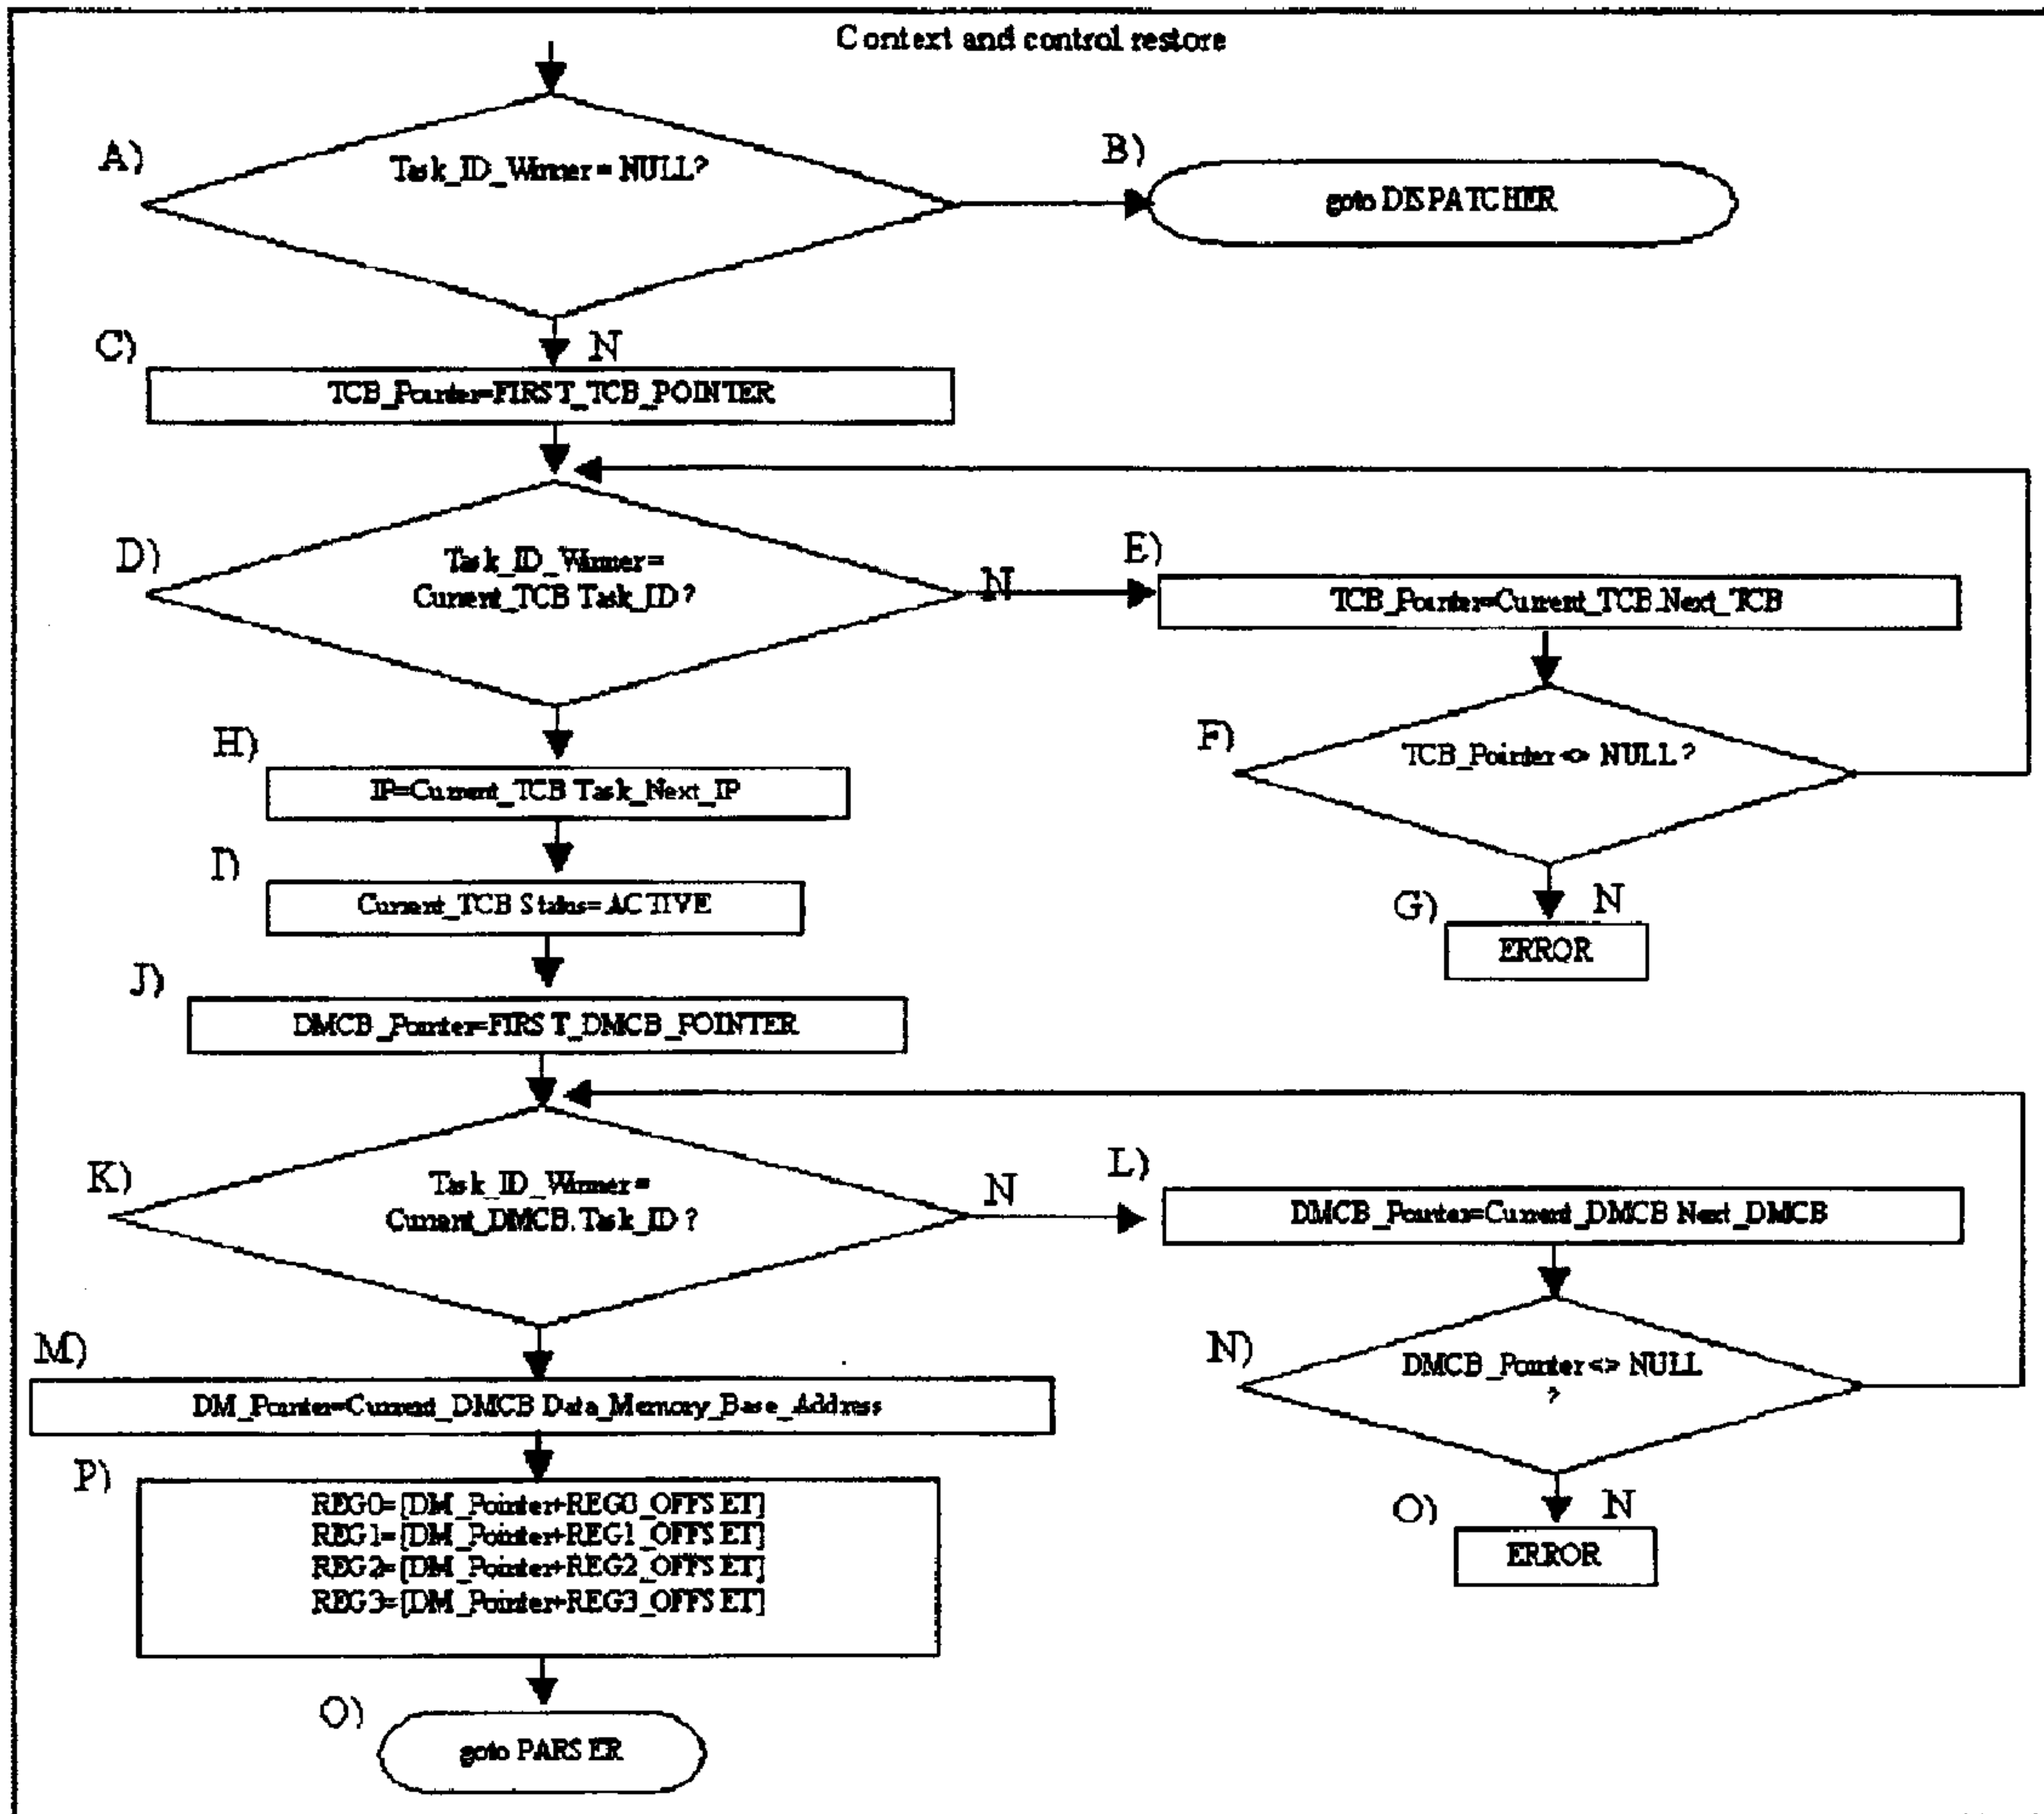 Context and control restore
A)
Task_ID_Winner= NULL?
B)
goto DISPATCHER
N
C)
TCB_Pointer=FIRST_TCB_POINTER
D)
Task_ID_Winner=
Current_TCB Task_ID?
N
E)
TCB_Pointer=Current_TCB.Next_TCB
F)
TCB_Pointer<> NULL?
G)
N
ERROR
H)
IP=Current_TCB Task_Next_IP
I)
Current_TCB Status=ACTIVE
J)
DMCB_Pointer=FIRST_DMCB_POINTER
K)
Task_ID_Winner=
Current_DMCB.Task_ID?
N
L)
DMCB_Pointer=Current_DMCB Next_DMCB
N)
DMCB_Pointer<> NULL
?
O)
N
ERROR
M)
DM_Pointer=Current_DMCB Data_Memory_Base_Address
P)
REG0=[DM_Pointer+REG0_OFFSET]
REG1=[DM_Pointer+REG1_OFFSET]
REG2=[DM_Pointer+REG2_OFFSET]
REG3=[DM_Pointer+REG3_OFFSET]
O)
goto PARSER